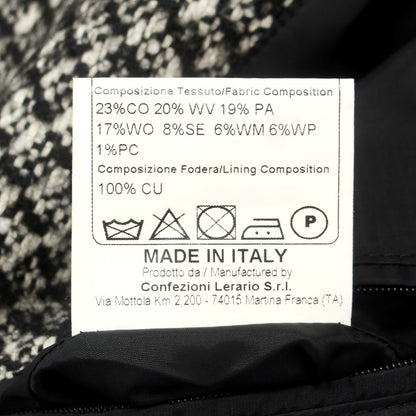 Composizione Tessuto/Fabric Composition
23%CO 20% WV 19% PA
17%WO 8%SE 6%WM 6%WP
1%PC
Composizione Fodera/Lining Composition
100% CU
P
MADE IN ITALY
Prodotto da / Manufactured by
Confezioni Lerario S.r.l.
Via Mottola Km 2,200 - 74015 Martina Franca (TA)